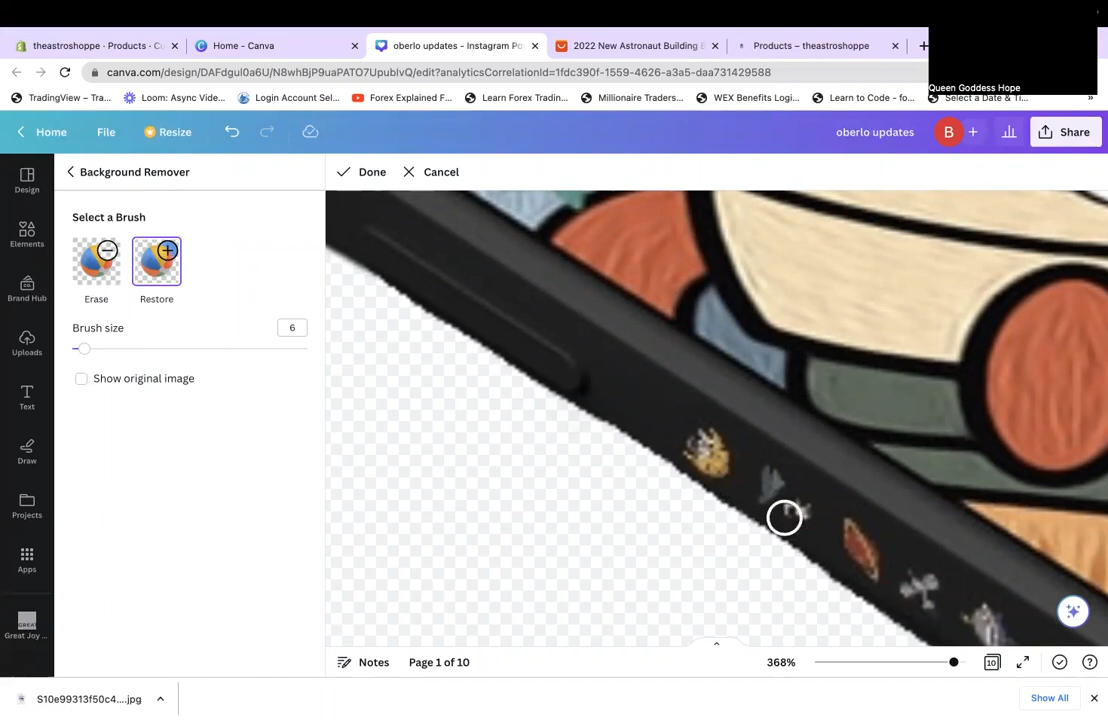 theastroshoppe · Products · Cu
Home - Canva
oberlo updates - Instagram Po
2022 New Astronaut Building B
Products – theastroshoppe
canva.com/design/DAFdgul0a6U/N8whBjP9uaPATO7UpubIvQ/edit?analyticsCorrelationId=1fdc390f-1559-4626-a3a5-daa731429588
Queen Goddess Hope
TradingView – Tra...
Loom: Async Vide...
Login Account Sel...
Forex Explained F...
Learn Forex Tradin...
Millionaire Traders...
WEX Benefits Logi...
Learn to Code - fo...
Select a Date & Ti...
»
Home
File
Resize
oberlo updates
B
Share
Design
Elements
Brand Hub
Uploads
Text
Draw
Projects
Apps
GREAT
Great Joy ...
Background Remover
Done
Cancel
Select a Brush
Erase
Restore
Brush size
6
Show original image
Notes
Page 1 of 10
368%
10
S10e99313f50c4....jpg
Show All